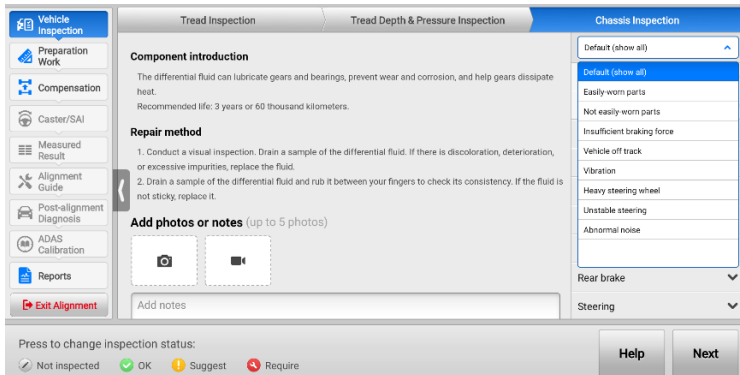 Vehicle
Inspection
Preparation
Work
Compensation
Caster/SAI
Measured
Result
Alignment
Guide
Post-alignment
Diagnosis
ADAS
Calibration
Reports
Exit Alignment
Tread Inspection
Tread Depth & Pressure Inspection
Chassis Inspection
Component introduction
The differential fluid can lubricate gears and bearings, prevent wear and corrosion, and help gears dissipate
heat.
Recommended life: 3 years or 60 thousand kilometers.
Repair method
1. Conduct a visual inspection. Drain a sample of the differential fluid. If there is discoloration, deterioration,
or excessive impurities, replace the fluid.
2. Drain a sample of the differential fluid and rub it between your fingers to check its consistency. If the fluid is
not sticky, replace it.
Add photos or notes (up to 5 photos)
Add notes
Default (show all)
Default (show all)
Easily-worn parts
Not easily-worn parts
Insufficient braking force
Vehicle off track
Vibration
Heavy steering wheel
Unstable steering
Abnormal noise
Rear brake
Steering
Press to change inspection status:
Not inspected
OK
Suggest
Require
Help
Next